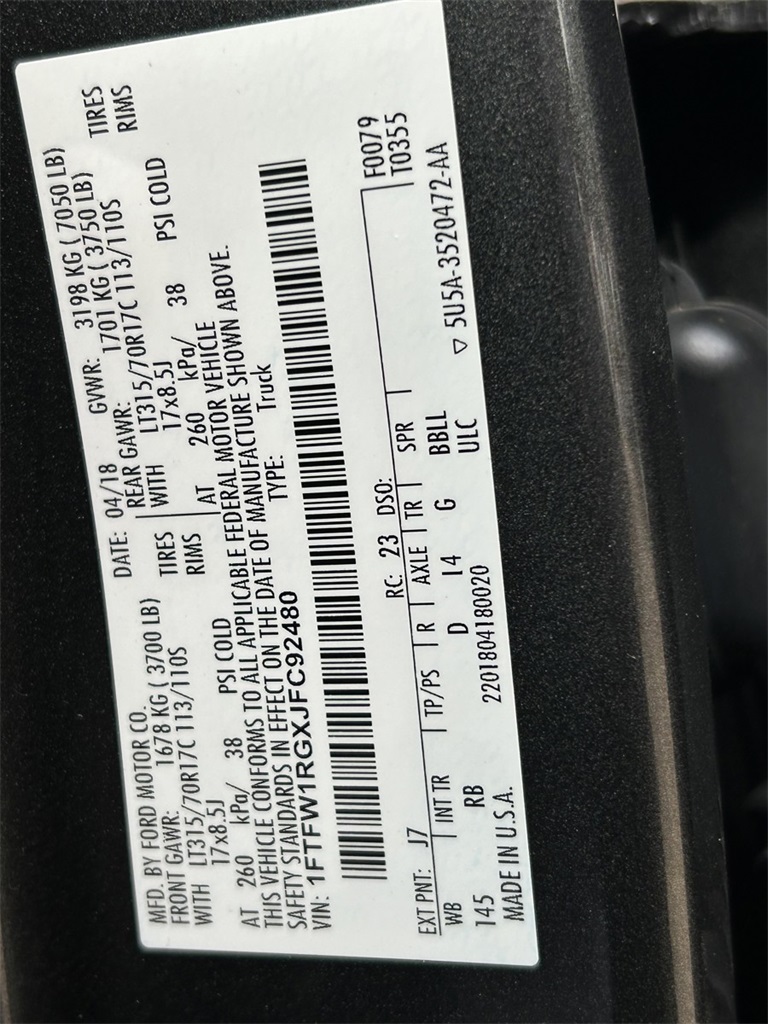 MFD. BY FORD MOTOR CO.
DATE: 04/18 GVWR: 3198 KG ( 7050 LB)
FRONT GAWR: 1678 KG ( 3700 LB)
REAR GAWR: 1701 KG ( 3750 LB)
WITH LT315/70R17C 113/110S TIRES
WITH LT315/70R17C 113/110S TIRES
17x8.5J RIMS
17x8.5J RIMS
AT 260 kPa/ 38 PSI COLD
AT 260 kPa/ 38 PSI COLD
THIS VEHICLE CONFORMS TO ALL APPLICABLE FEDERAL MOTOR VEHICLE
SAFETY STANDARDS IN EFFECT ON THE DATE OF MANUFACTURE SHOWN ABOVE.
VIN: 1FTFW1RGXJFC92480 TYPE: Truck
F0079
T0355
EXT PNT: J7 RC: 23 DSO:
WB INT TR TP/PS R AXLE TR SPR
145 RB D I4 G BBLL
ULC
MADE IN U.S.A. 2201804180020 ▽ 5U5A-3520472-AA